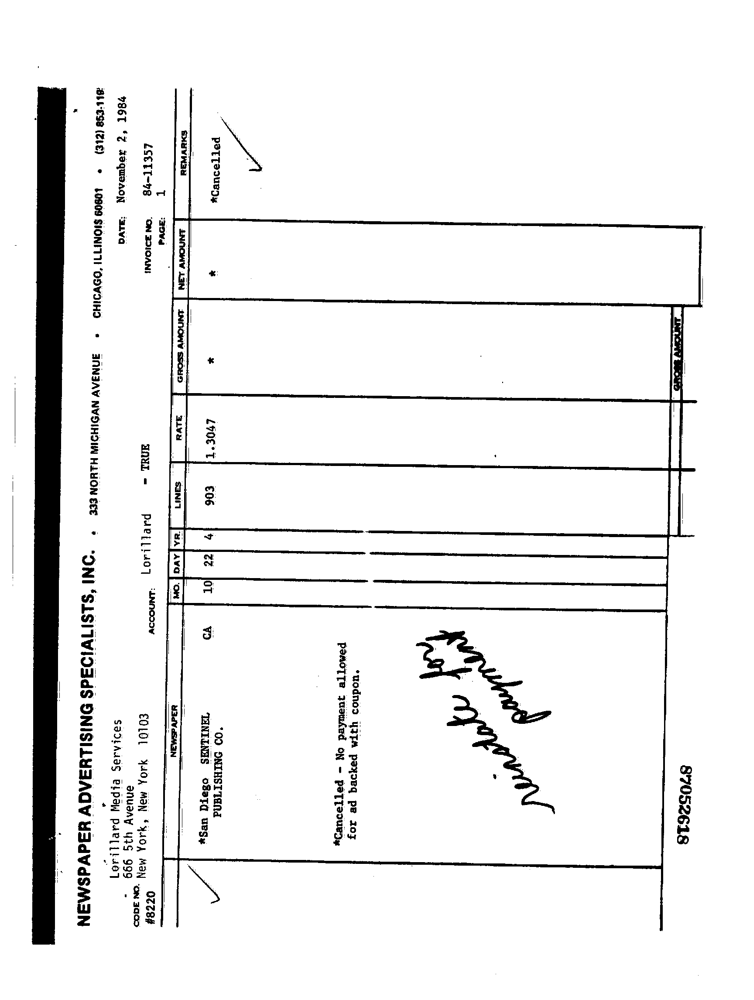 NEWSPAPER ADVERTISING SPECIALISTS, INC. • 333 NORTH MICHIGAN AVENUE • CHICAGO, ILLINOIS 60601 • (312) 853-119
Lorillard Media Services
666 5th Avenue
DATE: November 2, 1984
CODE NO. New York, New York 10103
#8220
ACCOUNT: Lorillard - TRUE
INVOICE NO. 84-11357
PAGE: 1
NEWSPAPER MO. DAY YR. LINES RATE GROSS AMOUNT NET AMOUNT REMARKS
*San Diego SENTINEL CA 10 22 4 903 1.3047 * * *Cancelled
PUBLISHING CO.
*Cancelled - No payment allowed
for ad backed with coupon.
reinstate for
payment
GROSS AMOUNT
87052618